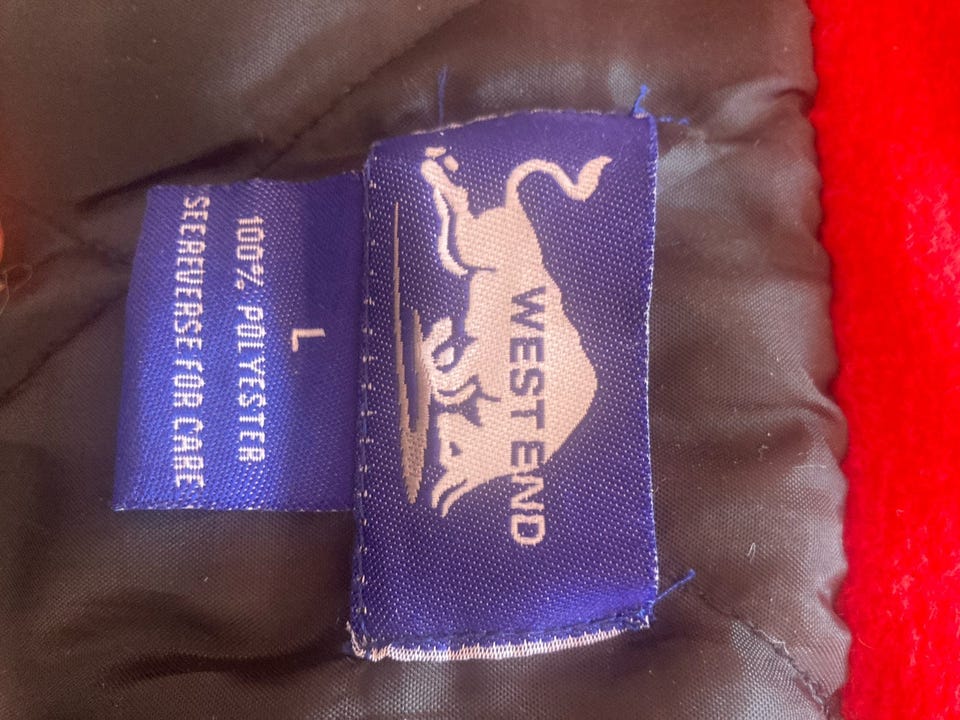 WEST END
L
100% POLYESTER
SEEREVERSE FOR CARE